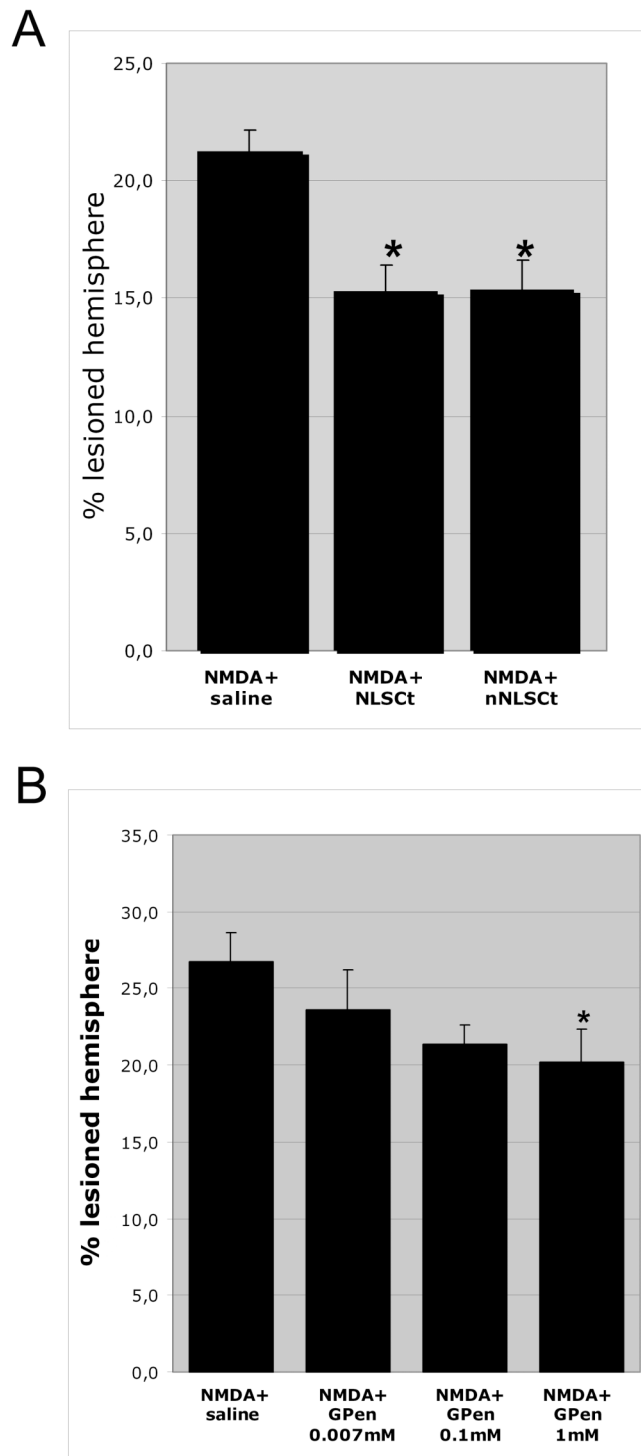 A
% lesioned hemisphere
25,0
20,0
15,0
10,0
5,0
0,0
*
*
NMDA+ NMDA+ NMDA+
saline NLSCt nNLSCt
B
% lesioned hemisphere
35,0
30,0
25,0
20,0
15,0
10,0
5,0
0,0
*
NMDA+ NMDA+ NMDA+ NMDA+
saline GPen GPen GPen
0.007mM 0.1mM 1mM